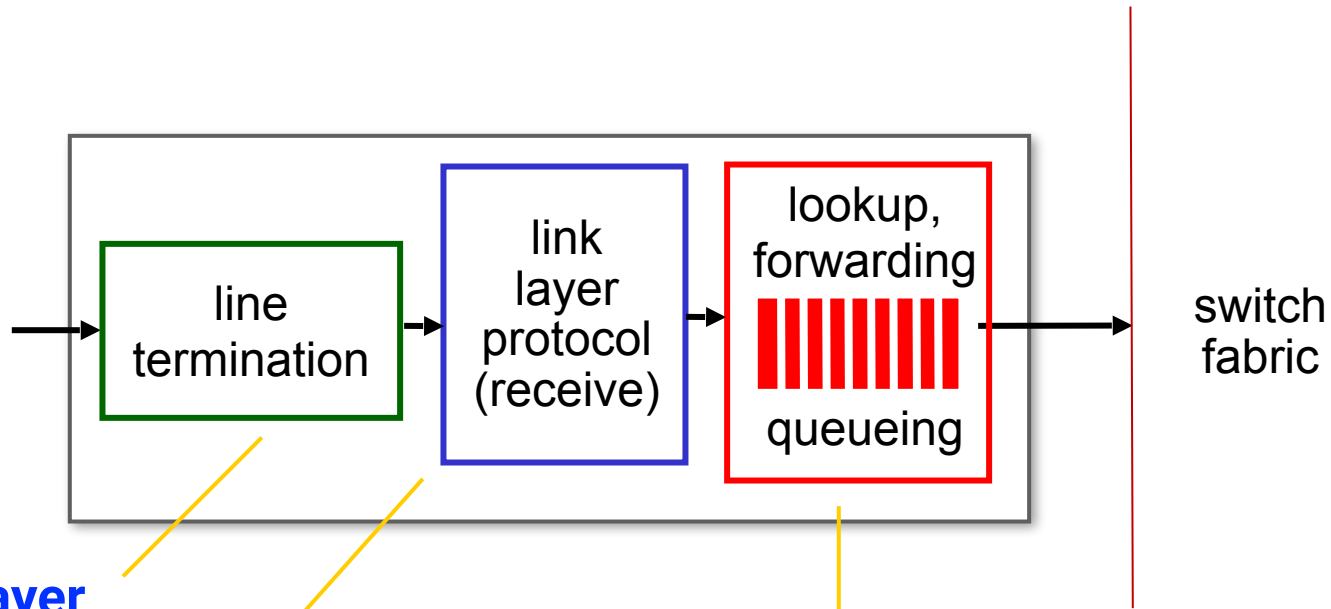 line
termination
link
layer
protocol
(receive)
lookup,
forwarding
queueing
switch
fabric